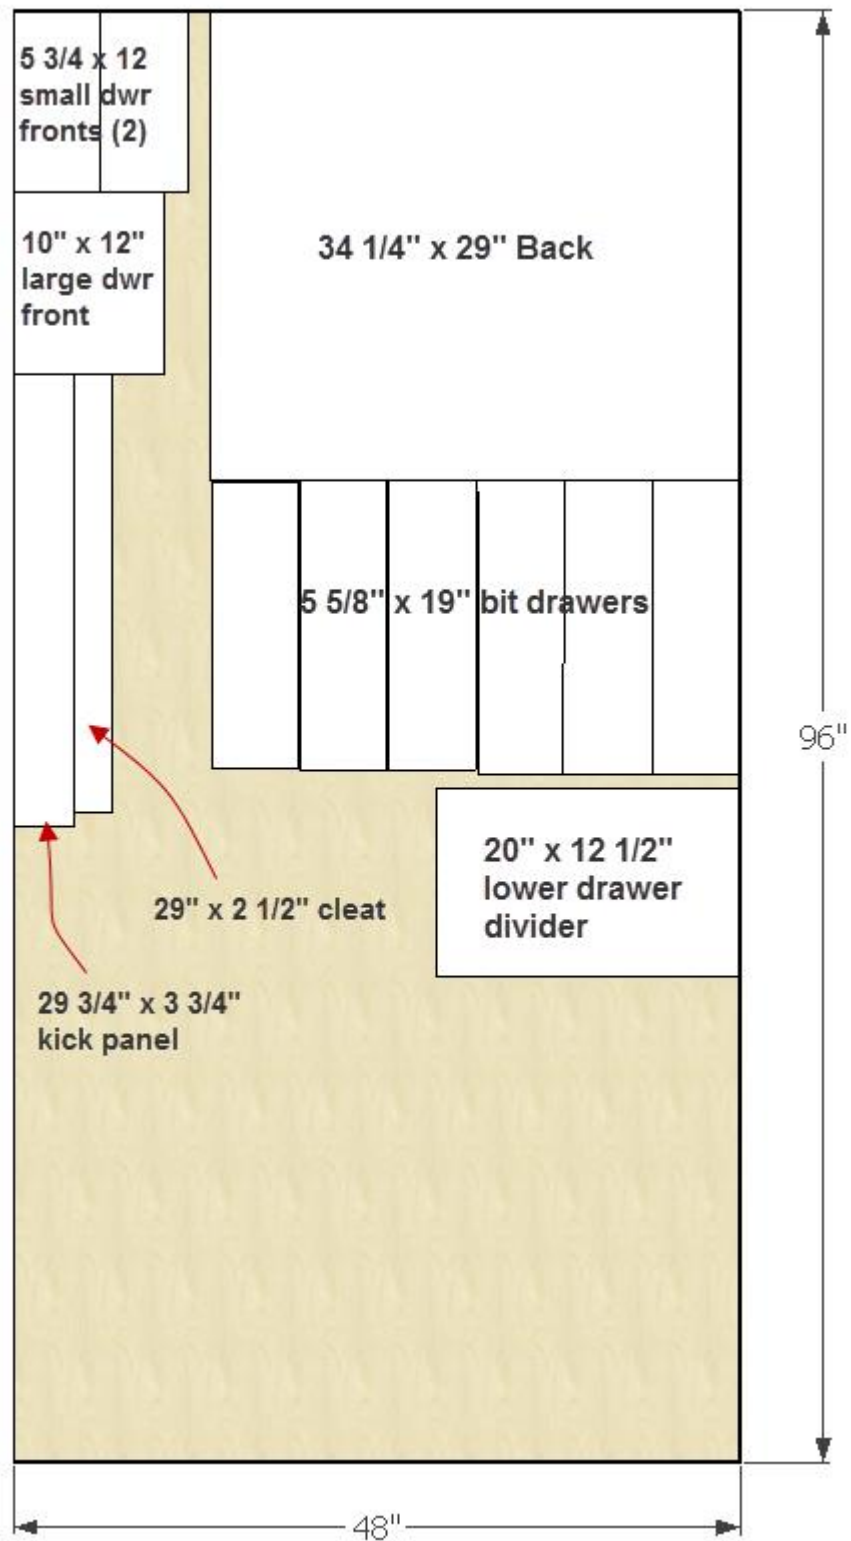 5 3/4 x 12
small dwr
fronts (2)
10" x 12"
large dwr
front
34 1/4" x 29" Back
5 5/8" x 19" bit drawers
96"
20" x 12 1/2"
lower drawer
divider
29" x 2 1/2" cleat
29 3/4" x 3 3/4"
kick panel
48"